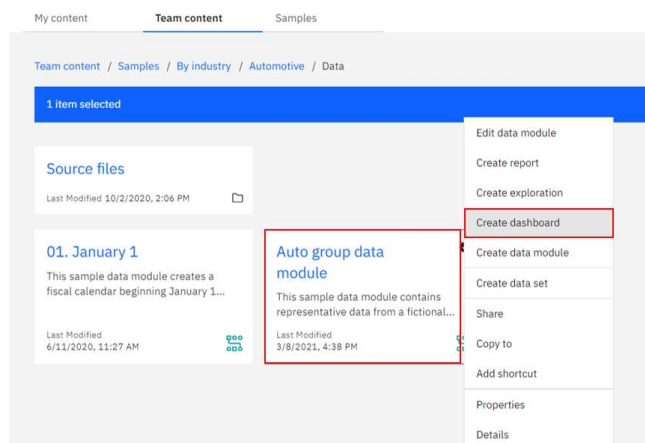 My content Team content Samples
Team content / Samples / By industry / Automotive / Data
1 item selected
Source files
Last Modified 10/2/2020, 2:06 PM
01. January 1
This sample data module creates a
fiscal calendar beginning January 1...
Last Modified
6/11/2020, 11:27 AM
Auto group data
module
This sample data module contains
representative data from a fictional...
Last Modified
3/8/2021, 4:38 PM
Edit data module
Create report
Create exploration
Create dashboard
Create data module
Create data set
Share
Copy to
Add shortcut
Properties
Details